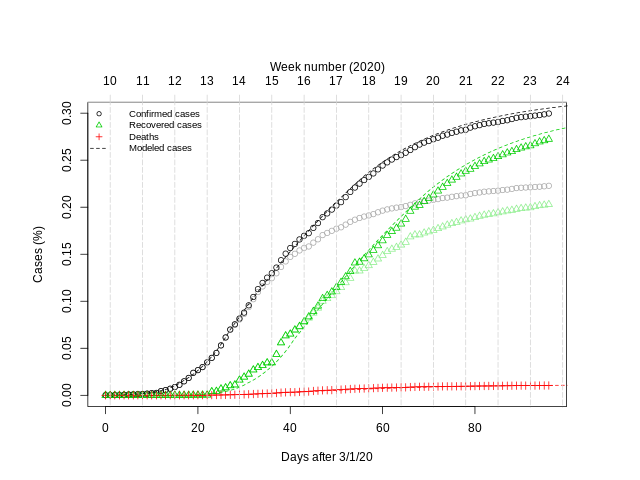 Week number (2020)
10 11 12 13 14 15 16 17 18 19 20 21 22 23 24
Confirmed cases
Recovered cases
Deaths
Modeled cases
Cases (%)
0.30
0.25
0.20
0.15
0.10
0.05
0.00
0 20 40 60 80
Days after 3/1/20